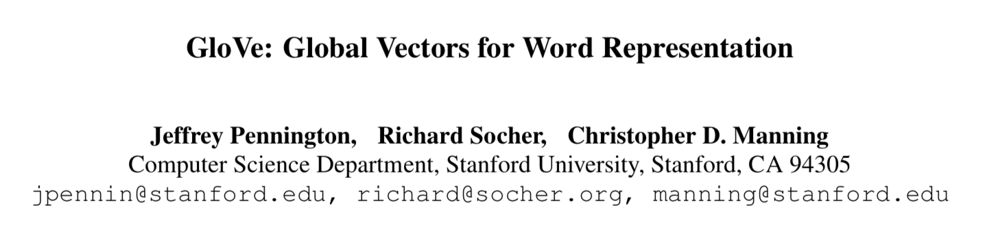 GloVe: Global Vectors for Word Representation
Jeffrey Pennington, Richard Socher, Christopher D. Manning
Computer Science Department, Stanford University, Stanford, CA 94305
jpennin@stanford.edu, richard@socher.org, manning@stanford.edu